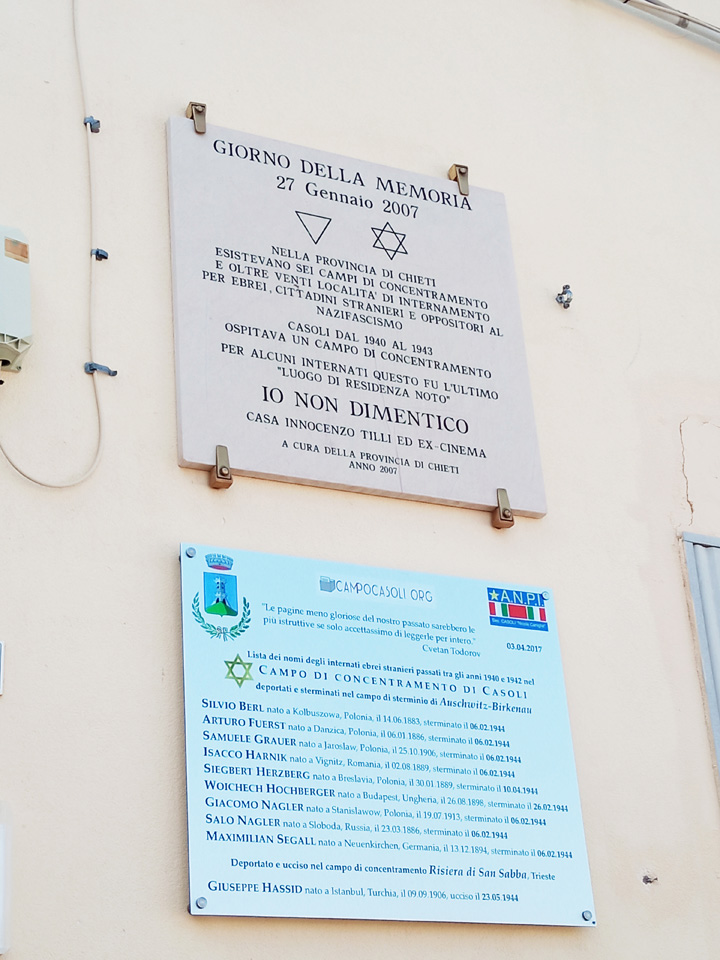 GIORNO DELLA MEMORIA
27 Gennaio 2007
NELLA PROVINCIA DI CHIETI
ESISTEVANO SEI CAMPI DI CONCENTRAMENTO
E OLTRE VENTI LOCALITA' DI INTERNAMENTO
PER EBREI, CITTADINI STRANIERI E OPPOSITORI AL
NAZIFASCISMO
CASOLI DAL 1940 AL 1943
OSPITAVA UN CAMPO DI CONCENTRAMENTO
PER ALCUNI INTERNATI QUESTO FU L'ULTIMO
"LUOGO DI RESIDENZA NOTO"
IO NON DIMENTICO
CASA INNOCENZO TILLI ED EX-CINEMA
A CURA DELLA PROVINCIA DI CHIETI
ANNO 2007
CAMPOCASOLI.ORG
A.N.P.I.
Sez. CASOLI
"Le pagine meno gloriose del nostro passato sarebbero le
più istruttive se solo accettassimo di leggerle per intero."
Cvetan Todorov
03.04.2017
Lista dei nomi degli internati ebrei stranieri passati tra gli anni 1940 e 1942 nel
CAMPO DI CONCENTRAMENTO DI CASOLI
deportati e sterminati nel campo di sterminio di Auschwitz-Birkenau
SILVIO BERL nato a Kolbuszowa, Polonia, il 14.06.1883, sterminato il 06.02.1944
ARTURO FUERST nato a Danzica, Polonia, il 06.01.1886, sterminato il 06.02.1944
SAMUELE GRAUER nato a Jaroslaw, Polonia, il 25.10.1906, sterminato il 06.02.1944
ISACCO HARNIK nato a Vignitz, Romania, il 02.08.1889, sterminato il 06.02.1944
SIEGBERT HERZBERG nato a Breslavia, Polonia, il 30.01.1889, sterminato il 10.04.1944
WOICHECH HOCHBERGER nato a Budapest, Ungheria, il 26.08.1898, sterminato il 26.02.1944
GIACOMO NAGLER nato a Stanislawow, Polonia, il 19.07.1913, sterminato il 06.02.1944
SALO NAGLER nato a Sloboda, Russia, il 23.03.1886, sterminato il 06.02.1944
MAXIMILIAN SEGALL nato a Neuenkirchen, Germania, il 13.12.1894, sterminato il 06.02.1944
Deportato e ucciso nel campo di concentramento Risiera di San Sabba, Trieste
GIUSEPPE HASSID nato a Istanbul, Turchia, il 09.09.1906, ucciso il 23.05.1944